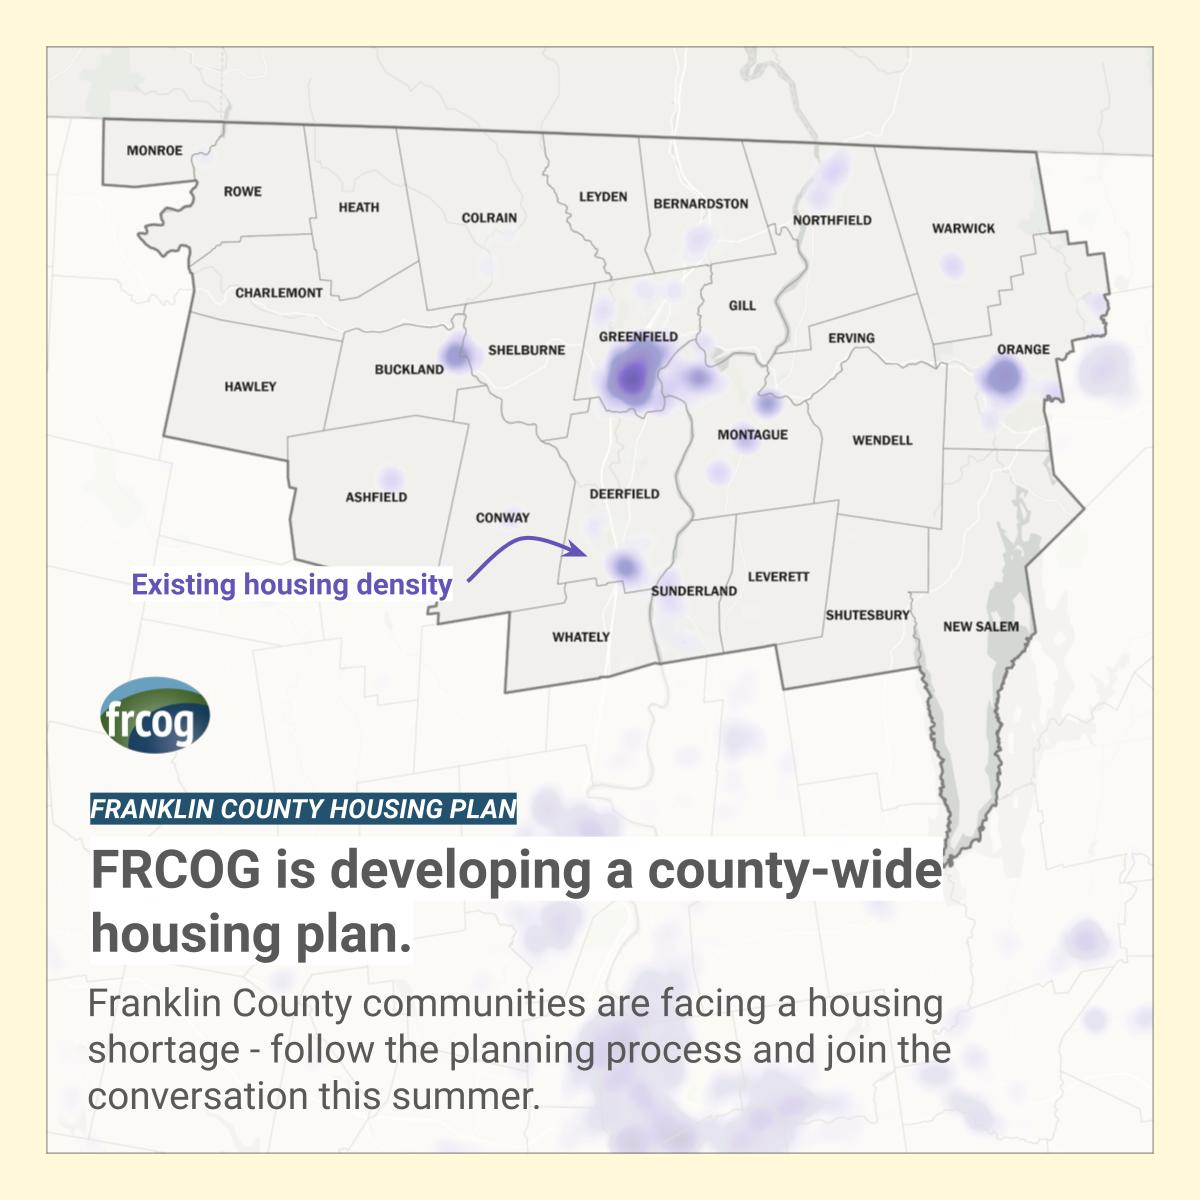 MONROE
ROWE
HEATH
COLRAIN
LEYDEN
BERNARDSTON
NORTHFIELD
WARWICK
CHARLEMONT
GILL
GREENFIELD
ERVING
ORANGE
SHELBURNE
BUCKLAND
HAWLEY
MONTAGUE
WENDELL
ASHFIELD
DEERFIELD
CONWAY
Existing housing density
LEVERETT
SUNDERLAND
SHUTESBURY
NEW SALEM
WHATELY
frcog
FRANKLIN COUNTY HOUSING PLAN
FRCOG is developing a county-wide
housing plan.
Franklin County communities are facing a housing
shortage - follow the planning process and join the
conversation this summer.